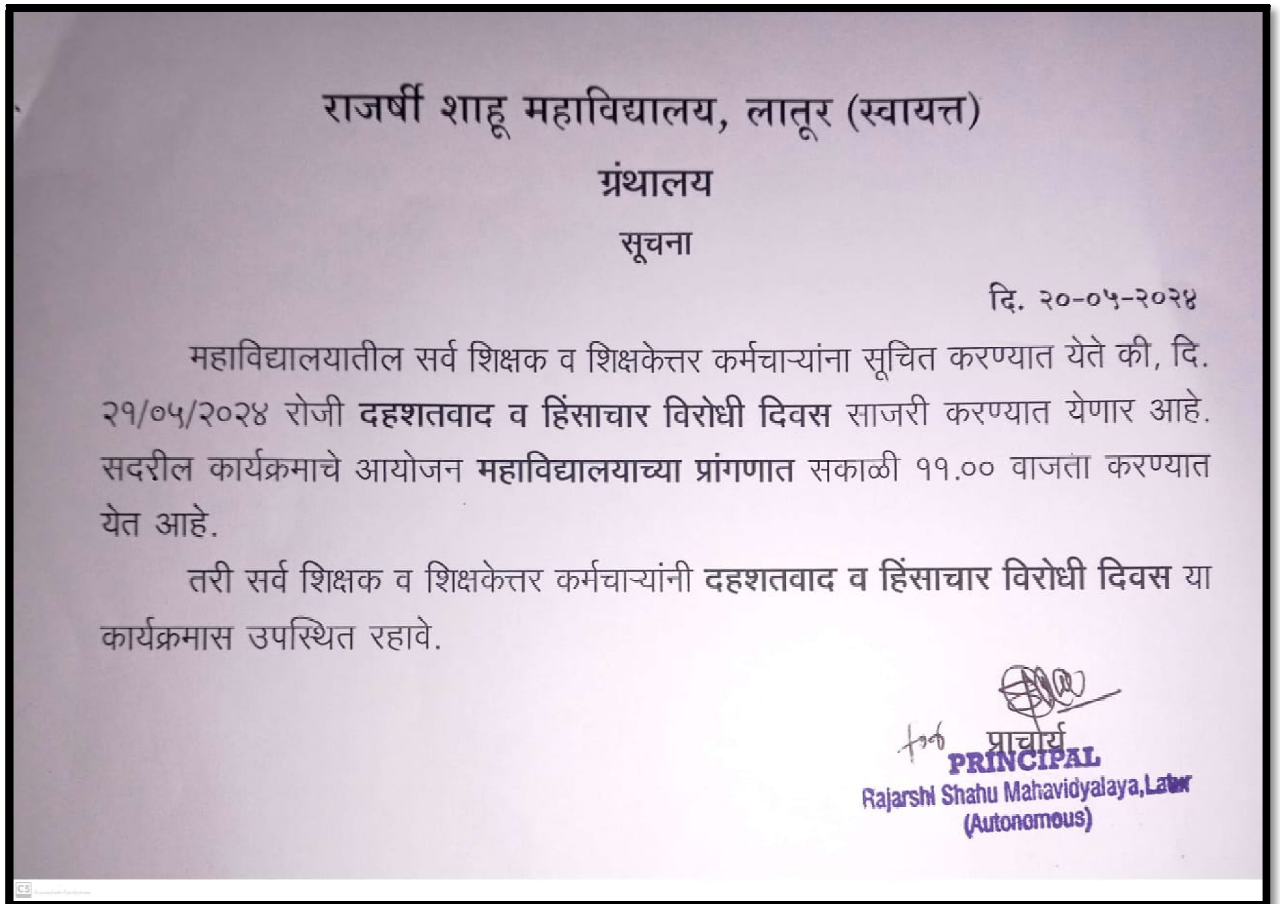 राजर्षी शाहू महाविद्यालय, लातूर (स्वायत्त)
ग्रंथालय
सूचना
दि. २०-०५-२०२४
महाविद्यालयातील सर्व शिक्षक व शिक्षकेत्तर कर्मचाऱ्यांना सूचित करण्यात येते की, दि.
२१/०५/२०२४ रोजी दहशतवाद व हिंसाचार विरोधी दिवस साजरी करण्यात येणार आहे.
सदरील कार्यक्रमाचे आयोजन महाविद्यालयाच्या प्रांगणात सकाळी ११.०० वाजता करण्यात
येत आहे.
तरी सर्व शिक्षक व शिक्षकेत्तर कर्मचाऱ्यांनी दहशतवाद व हिंसाचार विरोधी दिवस या
कार्यक्रमास उपस्थित रहावे.
for प्राचार्य
PRINCIPAL
Rajarshi Shahu Mahavidyalaya,Latur
(Autonomous)
CS